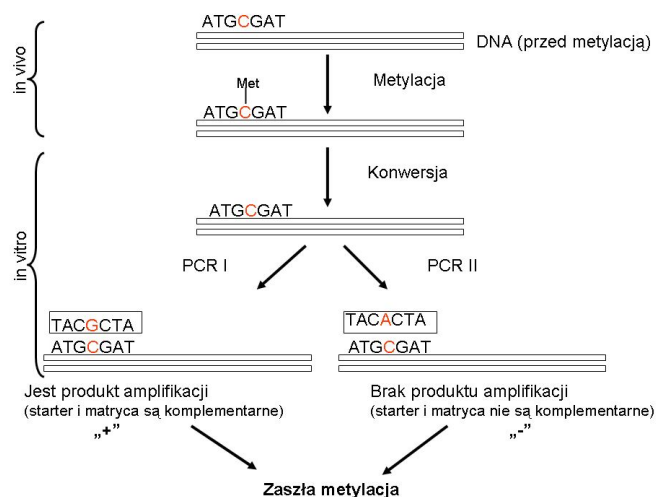 ATGCGAT
DNA (przed metylacją)
in vivo
Metylacja
Met
ATGCGAT
Konwersja
ATGCGAT
in vitro
PCR I
PCR II
TACGCTA
ATGCGAT
TACACTA
ATGCGAT
Jest produkt amplifikacji
(starter i matryca są komplementarne)
„+”
Brak produktu amplifikacji
(starter i matryca nie są komplementarne)
„-”
Zaszła metylacja